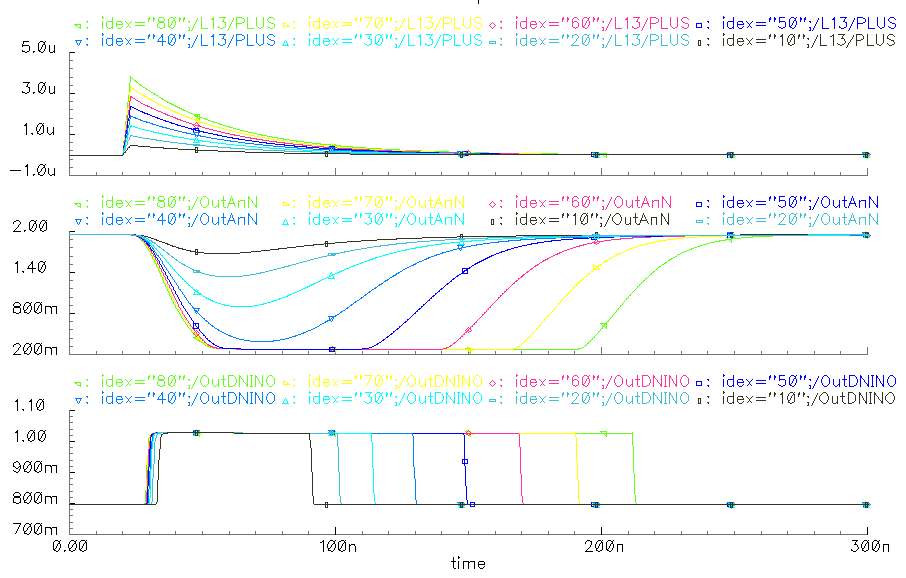 idex="80";/L13/PLUS : idex="70";/L13/PLUS : idex="60";/L13/PLUS : idex="50";/L13/PLUS
: idex="40";/L13/PLUS : idex="30";/L13/PLUS : idex="20";/L13/PLUS : idex="10";/L13/PLUS
5.0u
3.0u
1.0u
-1.0u
: idex="80";/OutAnN : idex="70";/OutAnN : idex="60";/OutAnN : idex="50";/OutAnN
: idex="40";/OutAnN : idex="30";/OutAnN : idex="10";/OutAnN : idex="20";/OutAnN
2.00
1.40
800m
200m
: idex="80";/OutDNINO : idex="70";/OutDNINO : idex="60";/OutDNINO : idex="50";/OutDNINO
: idex="40";/OutDNINO : idex="30";/OutDNINO : idex="20";/OutDNINO : idex="10";/OutDNINO
1.10
1.00
900m
800m
700m
0.00 100n 200n 300n
time